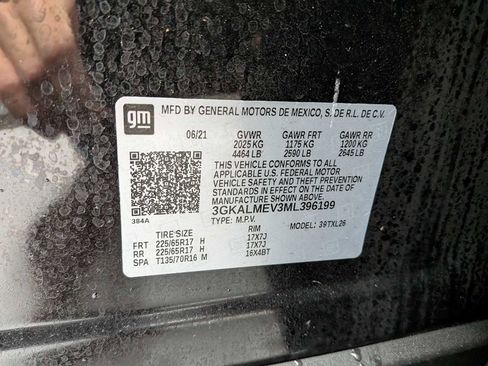 gm
MFD BY GENERAL MOTORS DE MEXICO, S. DE R.L. DE C.V.
06/21 GVWR GAWR FRT GAWR RR
2025 KG 1175 KG 1200 KG
4464 LB 2590 LB 2645 LB
THIS VEHICLE CONFORMS TO ALL
APPLICABLE U.S. FEDERAL MOTOR
VEHICLE SAFETY AND THEFT PREVENTION
STANDARDS IN EFFECT ON THE DATE OF
MANUFACTURE SHOWN ABOVE.
3GKALMEV3ML396199
TYPE: M.P.V. MODEL: 39TXL26
384A
TIRE SIZE RIM
FRT 225/65R17 H 17X7J
RR 225/65R17 H 17X7J
SPA T135/70R16 M 16X4BT